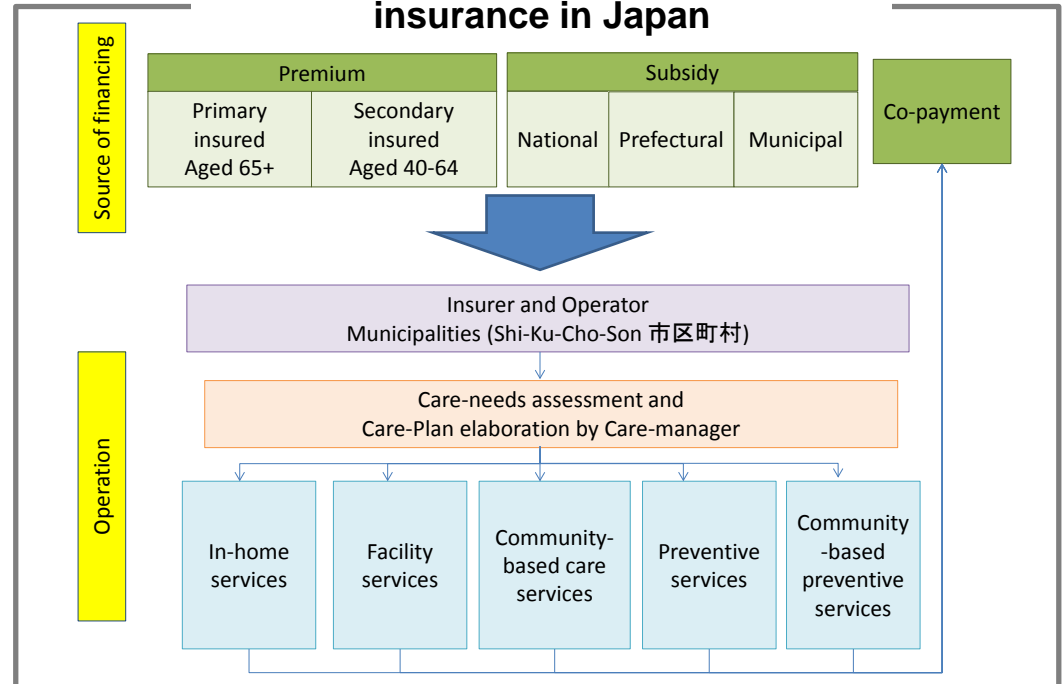 insurance in Japan
Source of financing
Premium
Primary
insured
Aged 65+
Secondary
insured
Aged 40-64
Subsidy
National
Prefectural
Municipal
Co-payment
Insurer and Operator
Municipalities (Shi-Ku-Cho-Son 市区町村)
Operation
Care-needs assessment and
Care-Plan elaboration by Care-manager
In-home
services
Facility
services
Community-
based care
services
Preventive
services
Community
-based
preventive
services